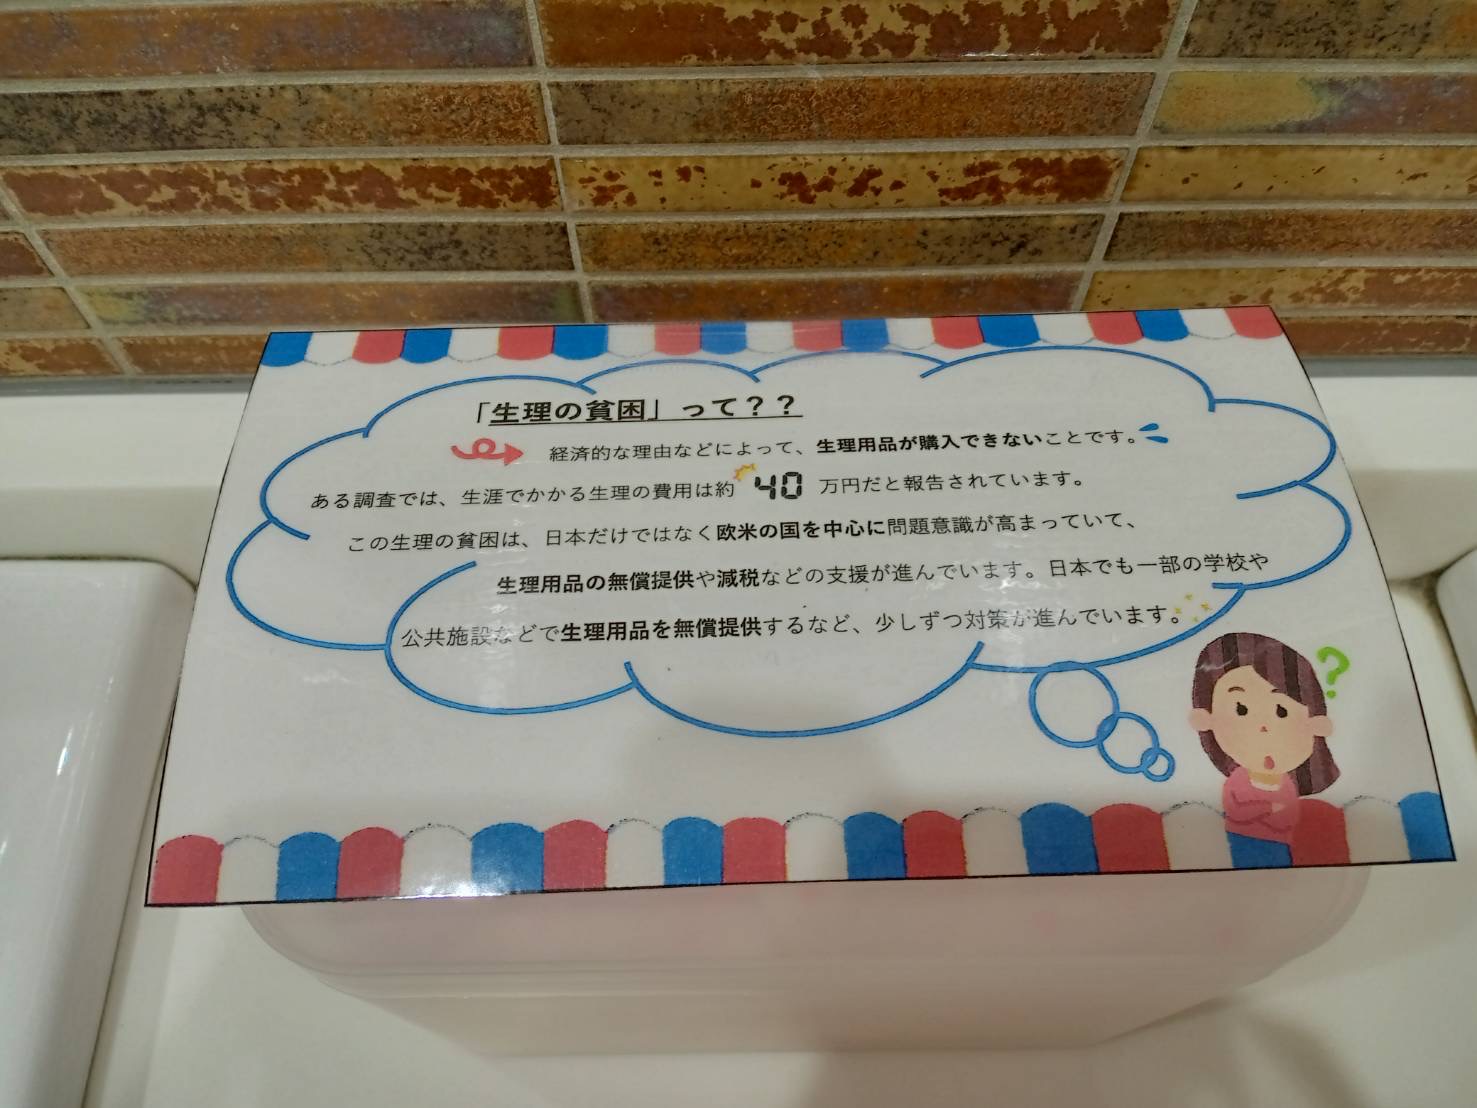 「生理の貧困」って？？
経済的な理由などによって、生理用品が購入できないことです。
ある調査では、生涯でかかる生理の費用は約40万円だと報告されています。
この生理の貧困は、日本だけではなく欧米の国を中心に問題意識が高まっていて、
生理用品の無償提供や減税などの支援が進んでいます。日本でも一部の学校や
公共施設などで生理用品を無償提供するなど、少しずつ対策が進んでいます。
?